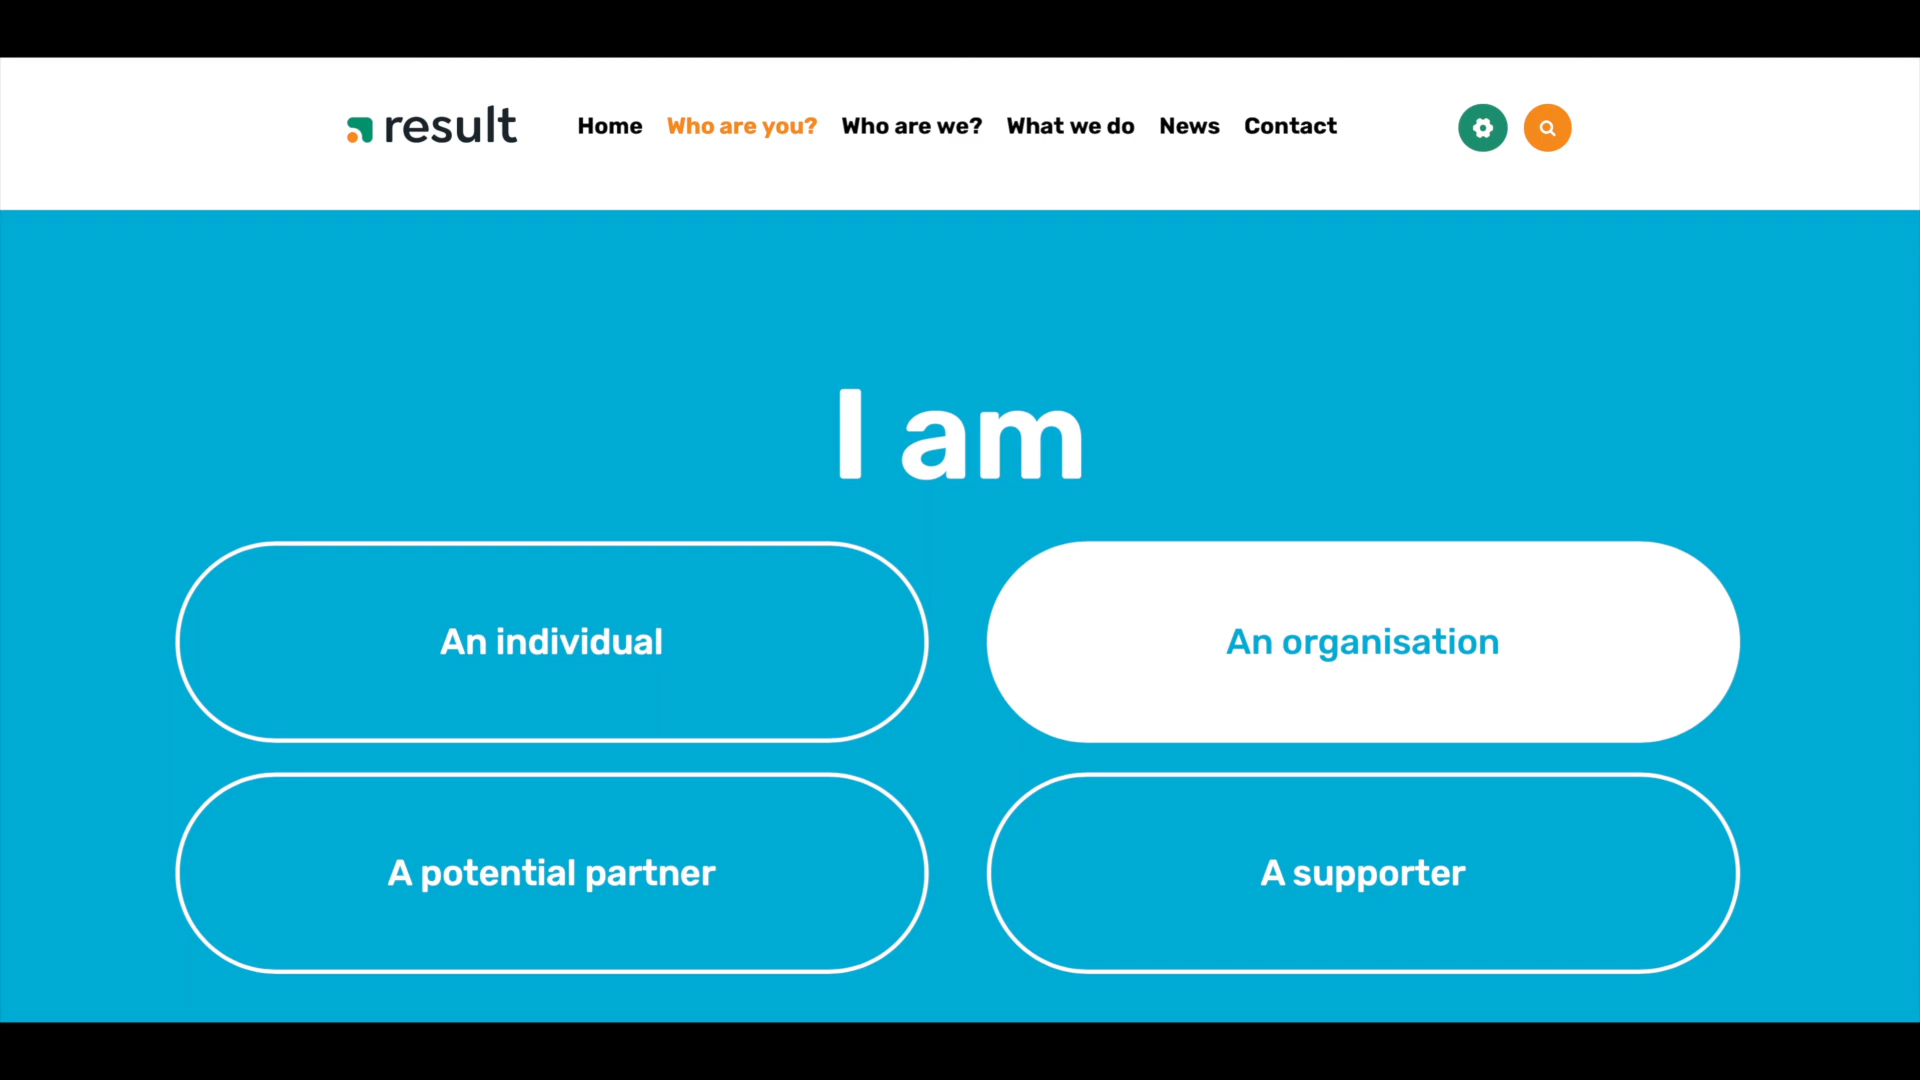 result
Home Who are you? Who are we? What we do News Contact
I am
An individual
An organisation
A potential partner
A supporter